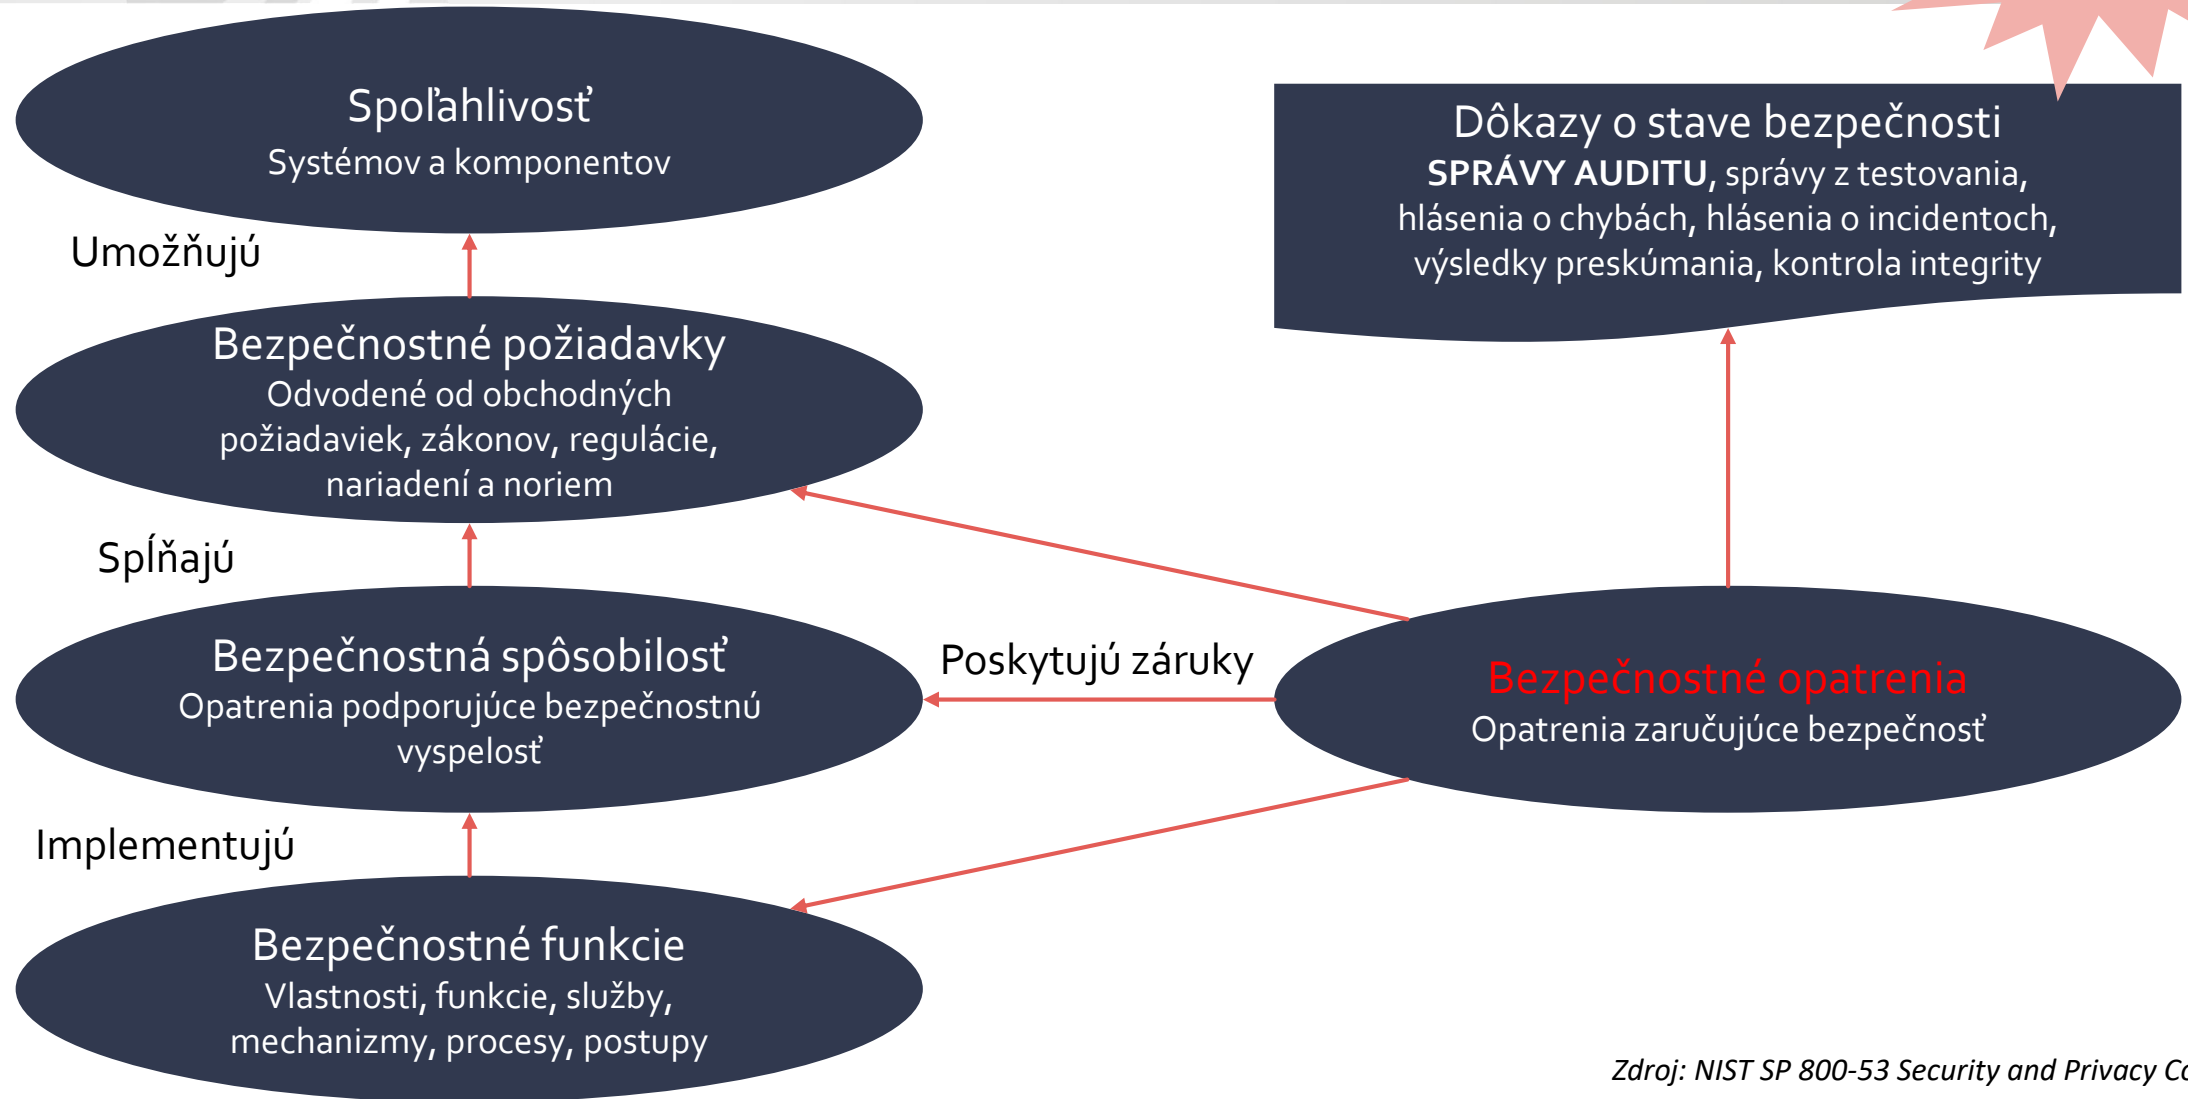 Spoľahlivosť
Systémov a komponentov
Umožňujú
Bezpečnostné požiadavky
Odvodené od obchodných
požiadaviek, zákonov, regulácie,
nariadení a noriem
Spĺňajú
Bezpečnostná spôsobilosť
Opatrenia podporujúce bezpečnostnú
vyspelosť
Implementujú
Bezpečnostné funkcie
Vlastnosti, funkcie, služby,
mechanizmy, procesy, postupy
Poskytujú záruky
Dôkazy o stave bezpečnosti
SPRÁVY AUDITU, správy z testovania,
hlásenia o chybách, hlásenia o incidentoch,
výsledky preskúmania, kontrola integrity
Bezpečnostné opatrenia
Opatrenia zaručujúce bezpečnosť
Zdroj: NIST SP 800-53 Security and Privacy